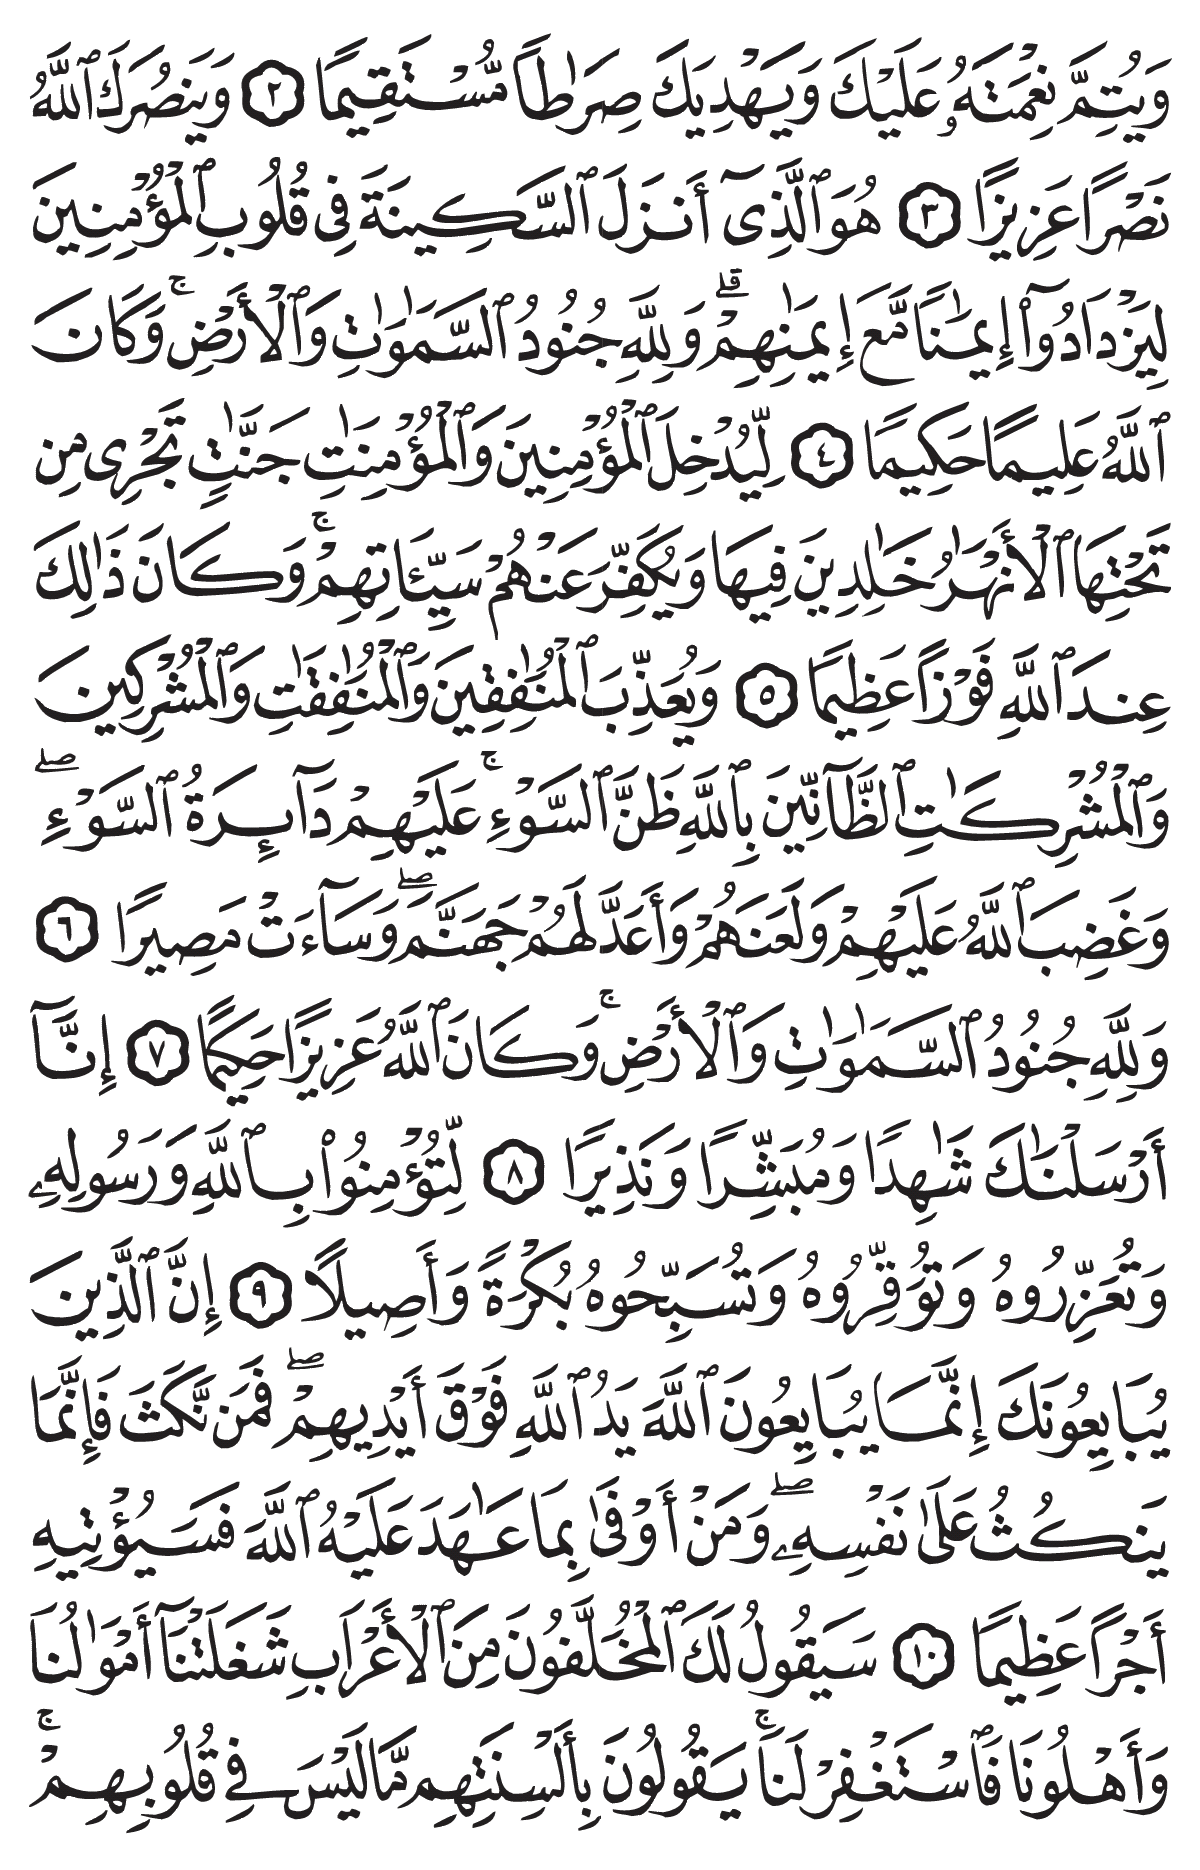 وَيُتِمَّ نِعْمَتَهُۥ عَلَيْكَ وَيَهْدِيَكَ صِرَٰطًا مُّسْتَقِيمًا ٢ وَيَنصُرَكَ ٱللَّهُ
نَصْرًا عَزِيزًا ٣ هُوَ ٱلَّذِىٓ أَنزَلَ ٱلسَّكِينَةَ فِى قُلُوبِ ٱلْمُؤْمِنِينَ
لِيَزْدَادُوٓا۟ إِيمَٰنًا مَّعَ إِيمَٰنِهِمْ ۗ وَلِلَّهِ جُنُودُ ٱلسَّمَٰوَٰتِ وَٱلْأَرْضِ ۚ وَكَانَ
ٱللَّهُ عَلِيمًا حَكِيمًا ٤ لِّيُدْخِلَ ٱلْمُؤْمِنِينَ وَٱلْمُؤْمِنَٰتِ جَنَّٰتٍ تَجْرِى مِن
تَحْتِهَا ٱلْأَنْهَٰرُ خَٰلِدِينَ فِيهَا وَيُكَفِّرَ عَنْهُمْ سَيِّـَٔاتِهِمْ ۚ وَكَانَ ذَٰلِكَ
عِندَ ٱللَّهِ فَوْزًا عَظِيمًا ٥ وَيُعَذِّبَ ٱلْمُنَٰفِقِينَ وَٱلْمُنَٰفِقَٰتِ وَٱلْمُشْرِكِينَ
وَٱلْمُشْرِكَٰتِ ٱلظَّآنِّينَ بِٱللَّهِ ظَنَّ ٱلسَّوْءِ ۚ عَلَيْهِمْ دَآئِرَةُ ٱلسَّوْءِ ۖ
وَغَضِبَ ٱللَّهُ عَلَيْهِمْ وَلَعَنَهُمْ وَأَعَدَّ لَهُمْ جَهَنَّمَ ۖ وَسَآءَتْ مَصِيرًا ٦
وَلِلَّهِ جُنُودُ ٱلسَّمَٰوَٰتِ وَٱلْأَرْضِ ۚ وَكَانَ ٱللَّهُ عَزِيزًا حَكِيمًا ٧ إِنَّآ
أَرْسَلْنَٰكَ شَٰهِدًا وَمُبَشِّرًا وَنَذِيرًا ٨ لِّتُؤْمِنُوا۟ بِٱللَّهِ وَرَسُولِهِۦ
وَتُعَزِّرُوهُ وَتُوَقِّرُوهُ وَتُسَبِّحُوهُ بُكْرَةً وَأَصِيلًا ٩ إِنَّ ٱلَّذِينَ
يُبَايِعُونَكَ إِنَّمَا يُبَايِعُونَ ٱللَّهَ يَدُ ٱللَّهِ فَوْقَ أَيْدِيهِمْ ۖ فَمَن نَّكَثَ فَإِنَّمَا
يَنكُثُ عَلَىٰ نَفْسِهِۦ ۖ وَمَنْ أَوْفَىٰ بِمَا عَٰهَدَ عَلَيْهُ ٱللَّهَ فَسَيُؤْتِيهِ
أَجْرًا عَظِيمًا ١٠ سَيَقُولُ لَكَ ٱلْمُخَلَّفُونَ مِنَ ٱلْأَعْرَابِ شَغَلَتْنَآ أَمْوَٰلُنَا
وَأَهْلُونَا فَٱسْتَغْفِرْ لَنَا ۚ يَقُولُونَ بِأَلْسِنَتِهِم مَّا لَيْسَ فِى قُلُوبِهِمْ ۚ